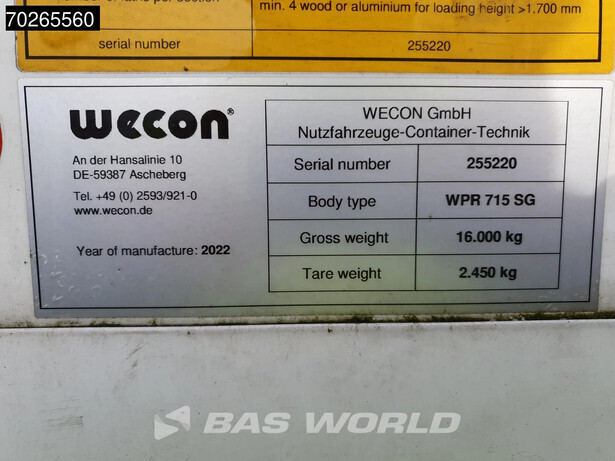 70265560
min. 4 wood or aluminium for loading height >1.700 mm
serial number 255220
wecon®
An der Hansalinie 10
DE-59387 Ascheberg
Tel. +49 (0) 2593/921-0
www.wecon.de
Year of manufacture: 2022
WECON GmbH
Nutzfahrzeuge-Container-Technik
Serial number 255220
Body type WPR 715 SG
Gross weight 16.000 kg
Tare weight 2.450 kg
BAS WORLD